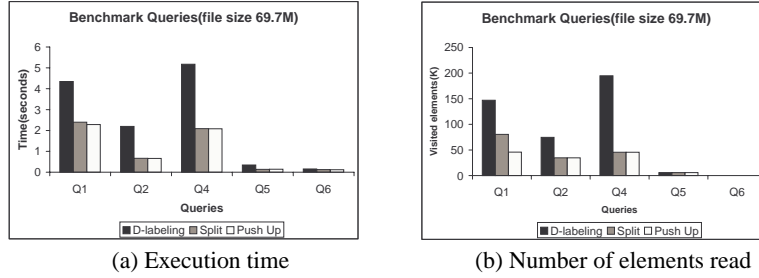 Benchmark Queries(file size 69.7M)
Time(seconds)
6
5
4
3
2
1
0
Q1 Q2 Q4 Q5 Q6
Queries
D-labeling Split Push Up
(a) Execution time
Benchmark Queries(file size 69.7M)
Visited elements(K)
250
200
150
100
50
0
Q1 Q2 Q4 Q5 Q6
Queries
D-labeling Split Push Up
(b) Number of elements read